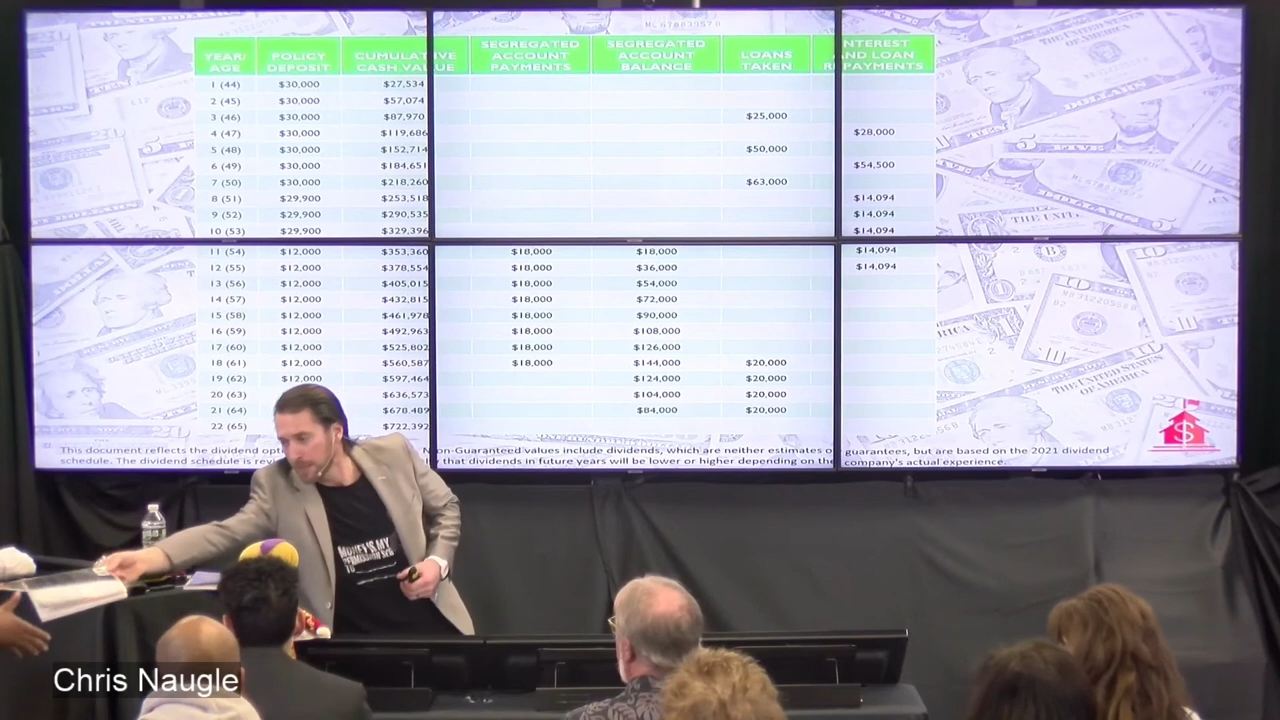 YEAR/ AGE POLICY DEPOSIT CUMULATIVE CASH VALUE SEGREGATED ACCOUNT PAYMENTS SEGREGATED ACCOUNT BALANCE LOANS TAKEN INTEREST AND LOAN REPAYMENTS
1 (44) $30,000 $27,534
2 (45) $30,000 $57,074
3 (46) $30,000 $87,970 $25,000
4 (47) $30,000 $119,686 $28,000
5 (48) $30,000 $152,714 $50,000
6 (49) $30,000 $184,651 $54,500
7 (50) $30,000 $218,260 $63,000
8 (51) $29,900 $253,518 $14,094
9 (52) $29,900 $290,535 $14,094
10 (53) $29,900 $329,396 $14,094
11 (54) $12,000 $353,360 $18,000 $18,000 $14,094
12 (55) $12,000 $378,554 $18,000 $36,000 $14,094
13 (56) $12,000 $405,015 $18,000 $54,000
14 (57) $12,000 $432,815 $18,000 $72,000
15 (58) $12,000 $461,978 $18,000 $90,000
16 (59) $12,000 $492,963 $18,000 $108,000
17 (60) $12,000 $525,802 $18,000 $126,000
18 (61) $12,000 $560,587 $18,000 $144,000 $20,000
19 (62) $12,000 $597,464 $124,000 $20,000
20 (63) $636,573 $104,000 $20,000
21 (64) $678,489 $84,000 $20,000
22 (65) $722,392
This document reflects the dividend Non-Guaranteed values include dividends, which are neither estimates guarantees, but are based on the 2021 dividend
schedule. The dividend schedule is that dividends in future years will be lower or higher depending on the company's actual experience.
MONEY IS MY
PERMISSION SLIP
TO
Chris Naugle